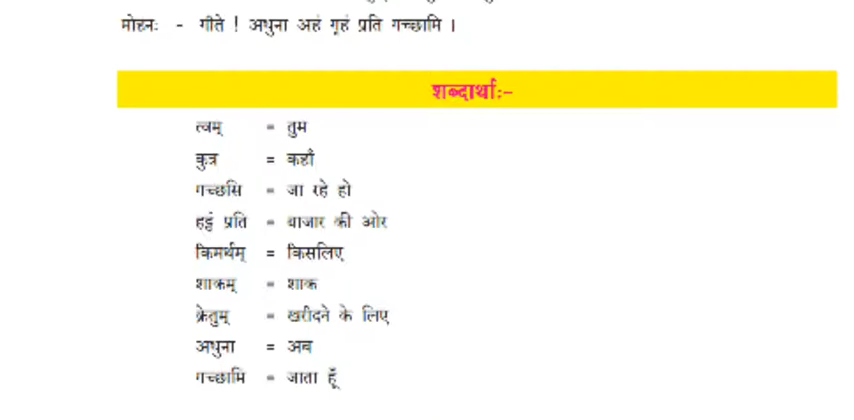 मोहनः - गीते ! अधुना अहं गृहं प्रति गच्छामि ।
शब्दार्थाः-
त्वम् = तुम
कुत्र = कहाँ
गच्छसि = जा रहे हो
हट्टं प्रति = बाजार की ओर
किमर्थम् = किसलिए
शाकम् = शाक
क्रेतुम् = खरीदने के लिए
अधुना = अब
गच्छामि = जाता हूँ